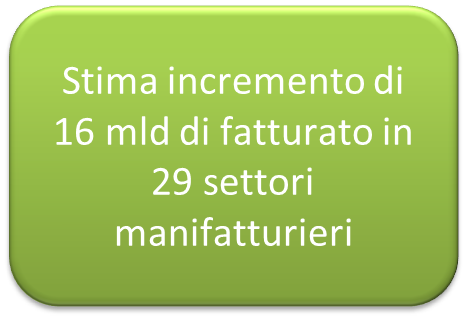 Stima incremento di
16 mld di fatturato in
29 settori
manifatturieri